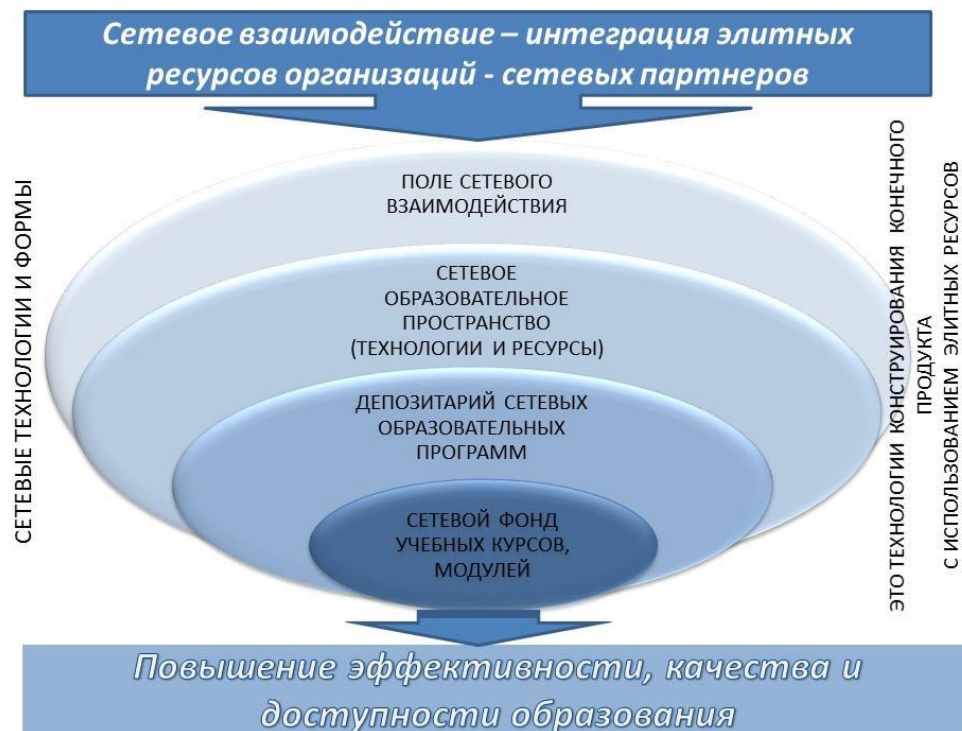 Сетевое взаимодействие – интеграция элитных
ресурсов организаций - сетевых партнеров
СЕТЕВЫЕ ТЕХНОЛОГИИ И ФОРМЫ
ПОЛЕ СЕТЕВОГО
ВЗАИМОДЕЙСТВИЯ
СЕТЕВОЕ
ОБРАЗОВАТЕЛЬНОЕ
ПРОСТРАНСТВО
(ТЕХНОЛОГИИ И РЕСУРСЫ)
ДЕПОЗИТАРИЙ СЕТЕВЫХ
ОБРАЗОВАТЕЛЬНЫХ
ПРОГРАММ
СЕТЕВОЙ ФОНД
УЧЕБНЫХ КУРСОВ,
МОДУЛЕЙ
ЭТО ТЕХНОЛОГИИ КОНСТРУИРОВАНИЯ КОНЕЧНОГО
ПРОДУКТА
С ИСПОЛЬЗОВАНИЕМ ЭЛИТНЫХ РЕСУРСОВ
Повышение эффективности, качества и
доступности образования